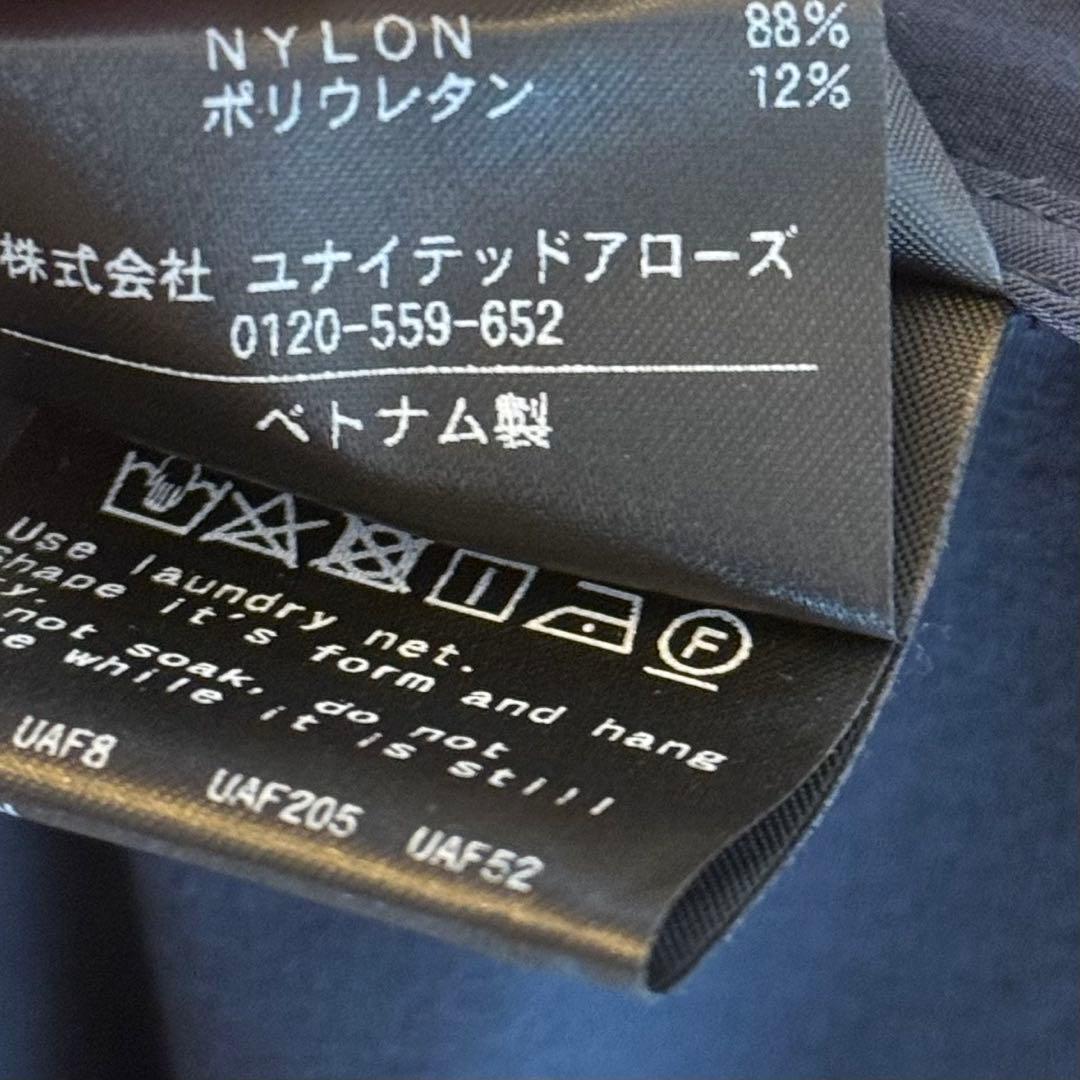 NYLON 88%
ポリウレタン 12%
株式会社 ユナイテッドアローズ
0120-559-652
ベトナム製
F
Use laundry net.
shape it's form and hang
not soak, do not
while it is still
UAF8 UAF205 UAF52